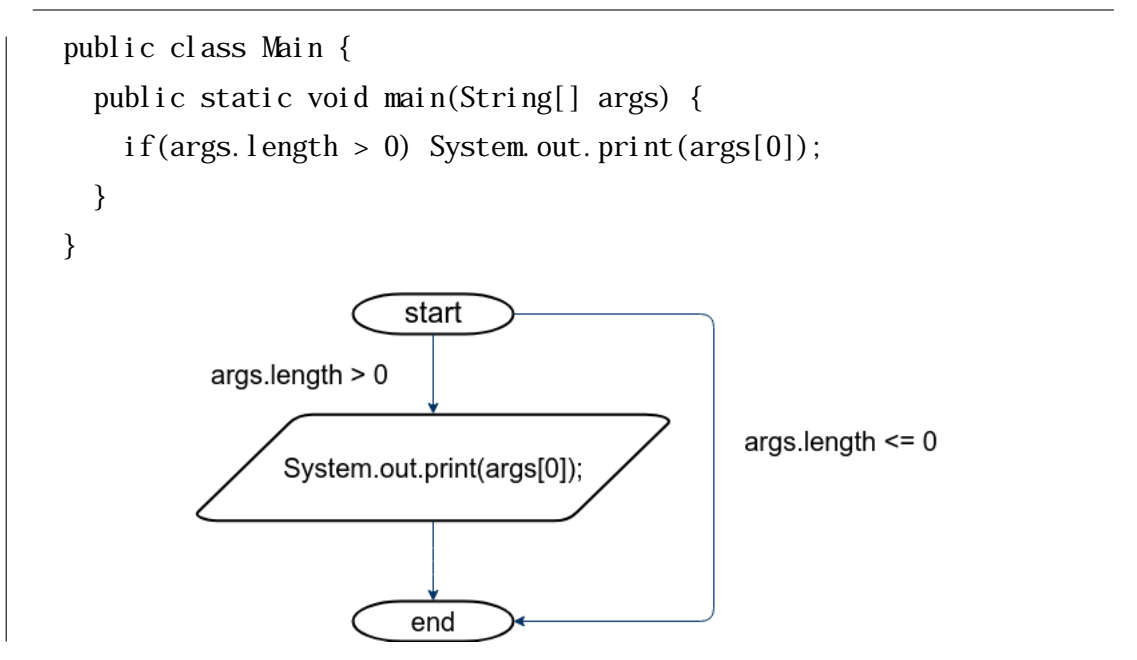 public class Main {
public static void main(String[] args) {
if(args.length > 0) System.out.print(args[0]);
}
}
start
args.length > 0
args.length <= 0
System.out.print(args[0]);
end